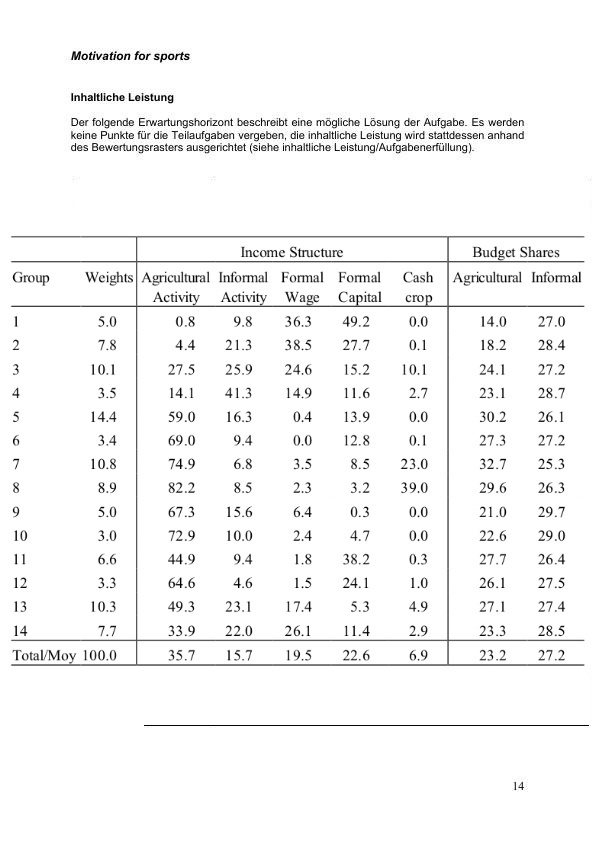 Motivation for sports
Inhaltliche Leistung
Der folgende Erwartungshorizont beschreibt eine mögliche Lösung der Aufgabe. Es werden
keine Punkte für die Teilaufgaben vergeben, die inhaltliche Leistung wird stattdessen anhand
des Bewertungsrasters ausgerichtet (siehe inhaltliche Leistung/Aufgabenerfüllung).
Income Structure Budget Shares
Group Weights Agricultural Informal Formal Formal Cash Agricultural Informal
Activity Activity Wage Capital crop
1 5.0 0.8 9.8 36.3 49.2 0.0 14.0 27.0
2 7.8 4.4 21.3 38.5 27.7 0.1 18.2 28.4
3 10.1 27.5 25.9 24.6 15.2 10.1 24.1 27.2
4 3.5 14.1 41.3 14.9 11.6 2.7 23.1 28.7
5 14.4 59.0 16.3 0.4 13.9 0.0 30.2 26.1
6 3.4 69.0 9.4 0.0 12.8 0.1 27.3 27.2
7 10.8 74.9 6.8 3.5 8.5 23.0 32.7 25.3
8 8.9 82.2 8.5 2.3 3.2 39.0 29.6 26.3
9 5.0 67.3 15.6 6.4 0.3 0.0 21.0 29.7
10 3.0 72.9 10.0 2.4 4.7 0.0 22.6 29.0
11 6.6 44.9 9.4 1.8 38.2 0.3 27.7 26.4
12 3.3 64.6 4.6 1.5 24.1 1.0 26.1 27.5
13 10.3 49.3 23.1 17.4 5.3 4.9 27.1 27.4
14 7.7 33.9 22.0 26.1 11.4 2.9 23.3 28.5
Total/Moy 100.0 35.7 15.7 19.5 22.6 6.9 23.2 27.2
14